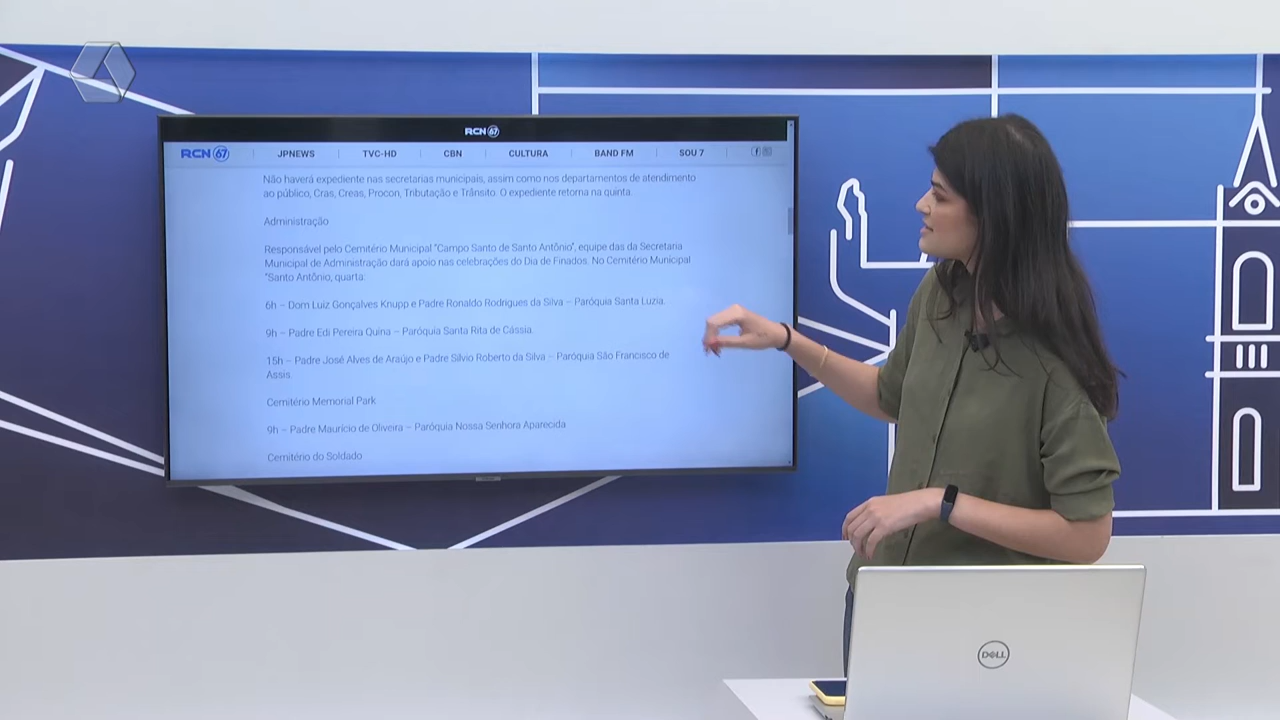 RCN 67
RCN 67 JPNEWS TVC-HD CBN CULTURA BAND FM SOU 7 f
Não haverá expediente nas secretarias municipais, assim como nos departamentos de atendimento
ao público, Cras, Creas, Procon, Tributação e Trânsito. O expediente retorna na quinta.
Administração
Responsável pelo Cemitério Municipal "Campo Santo de Santo Antônio", equipe das da Secretaria
Municipal de Administração dará apoio nas celebrações do Dia de Finados. No Cemitério Municipal
"Santo Antônio, quarta:
6h – Dom Luiz Gonçalves Knupp e Padre Ronaldo Rodrigues da Silva – Paróquia Santa Luzia.
9h – Padre Edi Pereira Quina – Paróquia Santa Rita de Cássia.
15h – Padre José Alves de Araújo e Padre Silvio Roberto da Silva – Paróquia São Francisco de
Assis.
Cemitério Memorial Park
9h – Padre Maurício de Oliveira – Paróquia Nossa Senhora Aparecida
Cemitério do Soldado
DELL